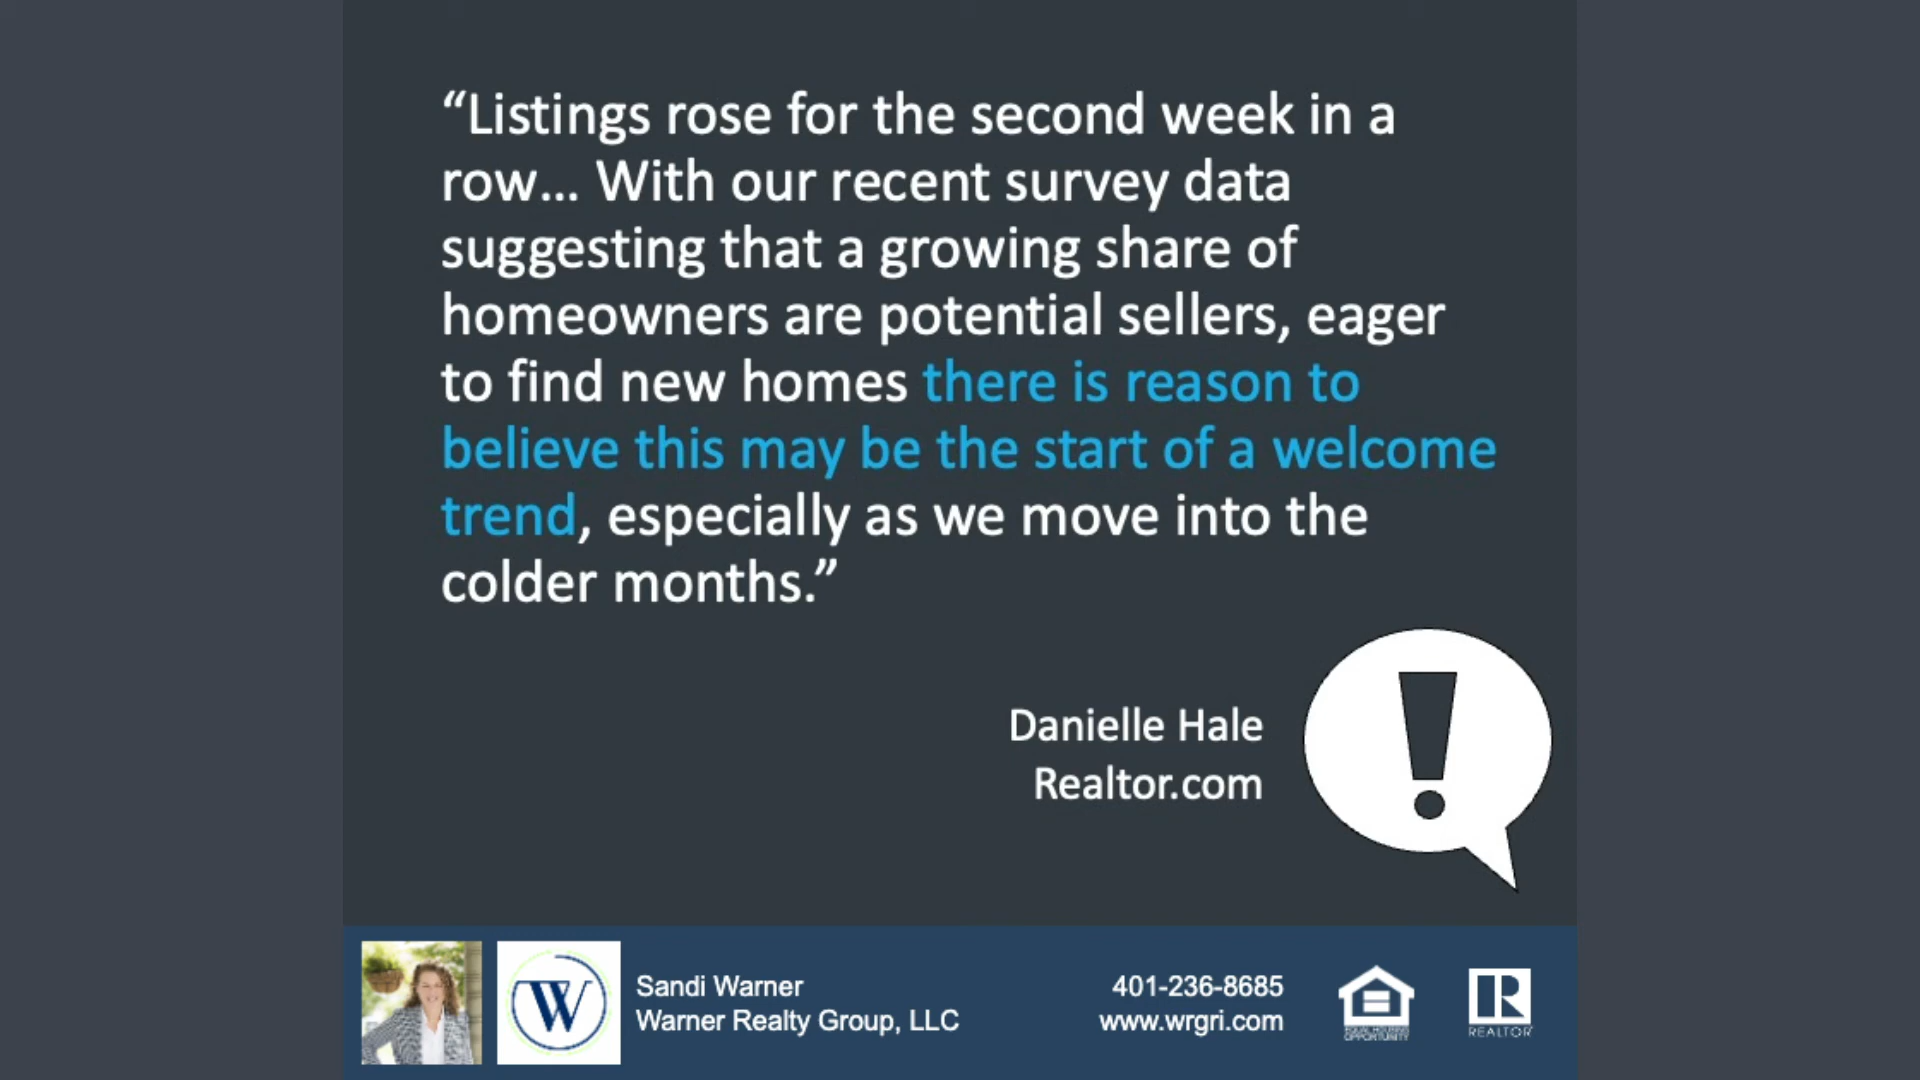 “Listings rose for the second week in a
row... With our recent survey data
suggesting that a growing share of
homeowners are potential sellers, eager
to find new homes there is reason to
believe this may be the start of a welcome
trend, especially as we move into the
colder months.”
Danielle Hale
Realtor.com
!
W
Sandi Warner
Warner Realty Group, LLC
401-236-8685
www.wrgri.com
EQUAL HOUSING
OPPORTUNITY
R
REALTOR